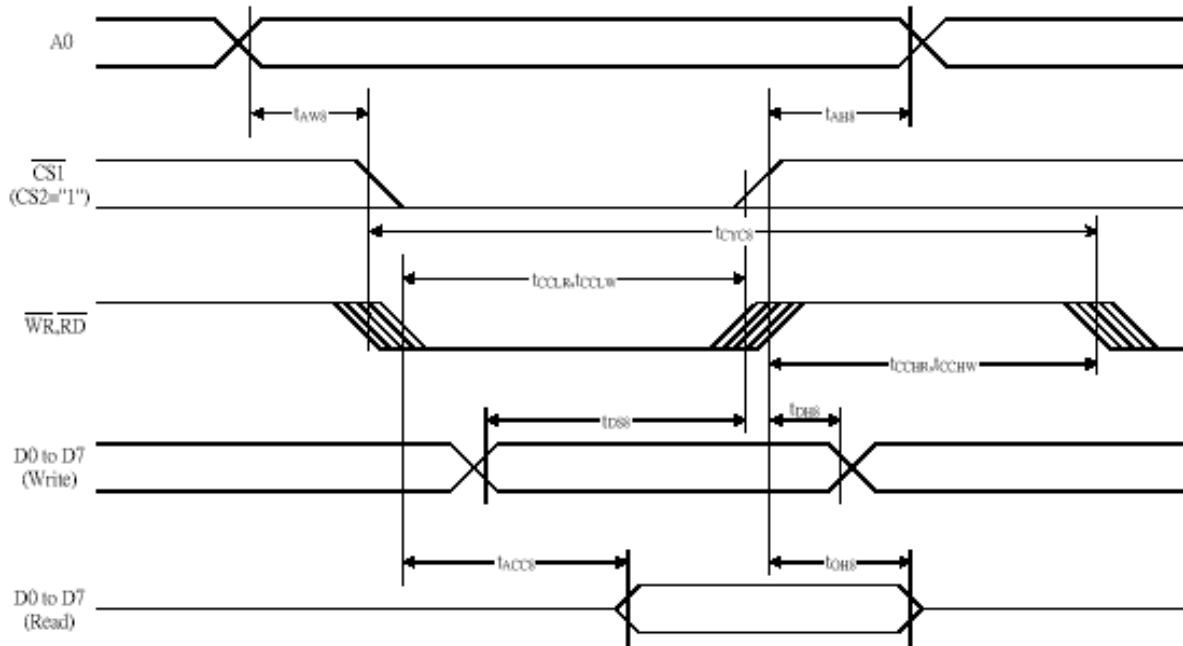 A0
tAW8
tAH8
CS1
(CS2="1")
tCYC8
tCCLR,tCCLW
WR,RD
tCCHR,tCCHW
tDS8
tDH8
D0 to D7
(Write)
tACC8
tOH8
D0 to D7
(Read)